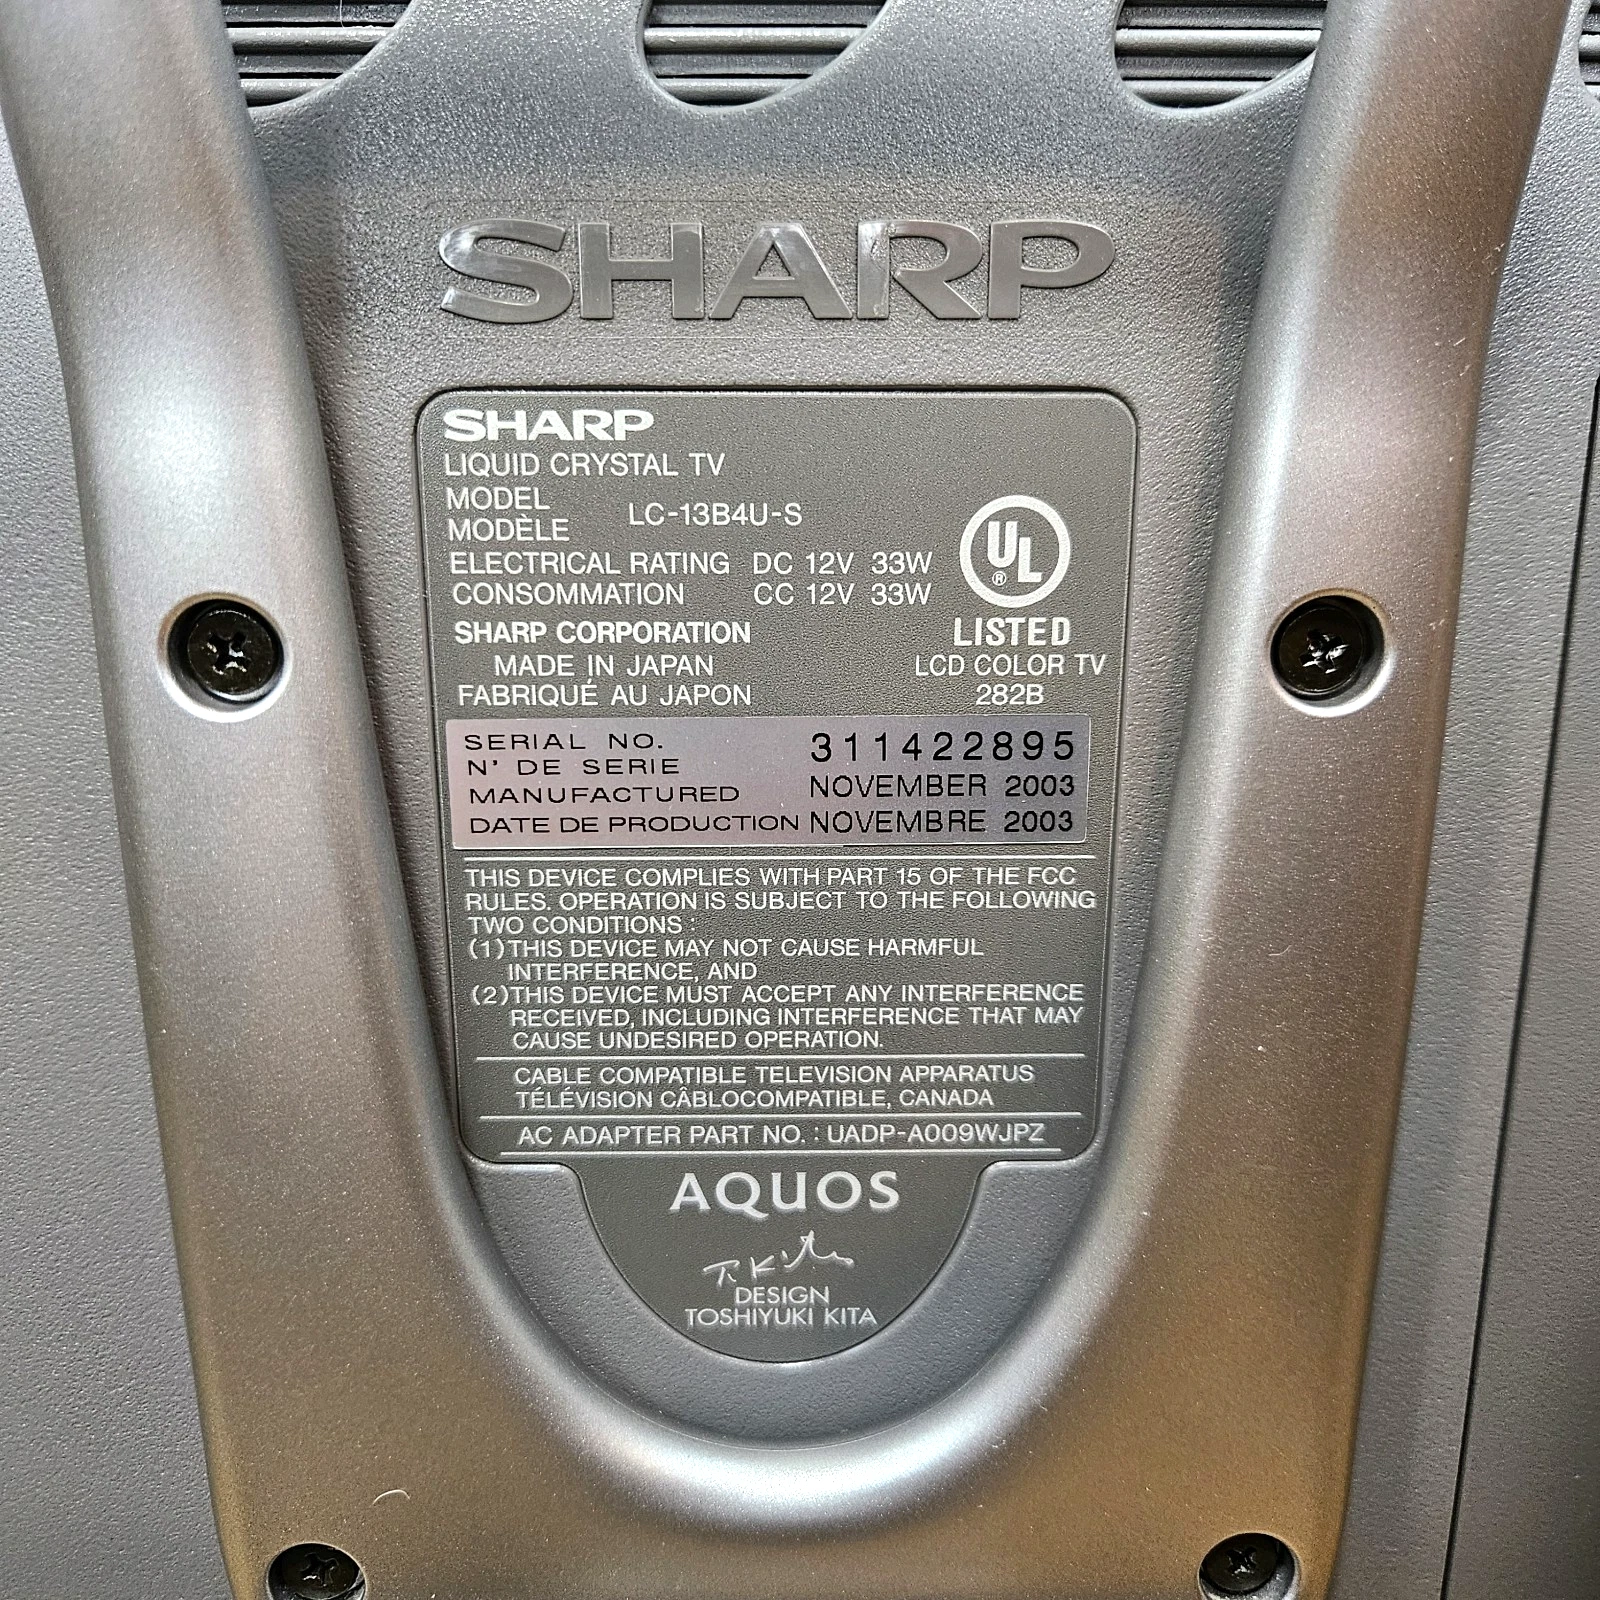 SHARP
SHARP
LIQUID CRYSTAL TV
MODEL
MODÈLE
LC-13B4U-S
ELECTRICAL RATING DC 12V 33W
CONSOMMATION CC 12V 33W
UL
®
LISTED
LCD COLOR TV
282B
SHARP CORPORATION
MADE IN JAPAN
FABRIQUÉ AU JAPON
SERIAL NO. 311422895
N' DE SERIE
MANUFACTURED NOVEMBER 2003
DATE DE PRODUCTION NOVEMBRE 2003
THIS DEVICE COMPLIES WITH PART 15 OF THE FCC
RULES. OPERATION IS SUBJECT TO THE FOLLOWING
TWO CONDITIONS :
(1) THIS DEVICE MAY NOT CAUSE HARMFUL
INTERFERENCE, AND
(2) THIS DEVICE MUST ACCEPT ANY INTERFERENCE
RECEIVED, INCLUDING INTERFERENCE THAT MAY
CAUSE UNDESIRED OPERATION.
CABLE COMPATIBLE TELEVISION APPARATUS
TÉLÉVISION CÂBLOCOMPATIBLE, CANADA
AC ADAPTER PART NO. : UADP-A009WJPZ
AQUOS
T. Kita
DESIGN
TOSHIYUKI KITA